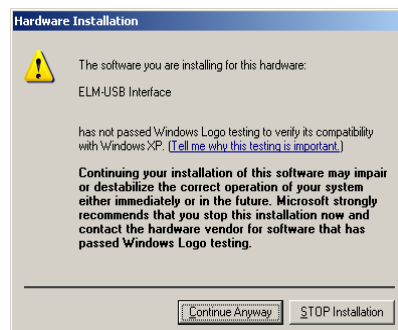 Hardware Installation
The software you are installing for this hardware:
ELM-USB Interface
has not passed Windows Logo testing to verify its compatibility
with Windows XP. (Tell me why this testing is important.)
Continuing your installation of this software may impair
or destabilize the correct operation of your system
either immediately or in the future. Microsoft strongly
recommends that you stop this installation now and
contact the hardware vendor for software that has
passed Windows Logo testing.
Continue Anyway
STOP Installation